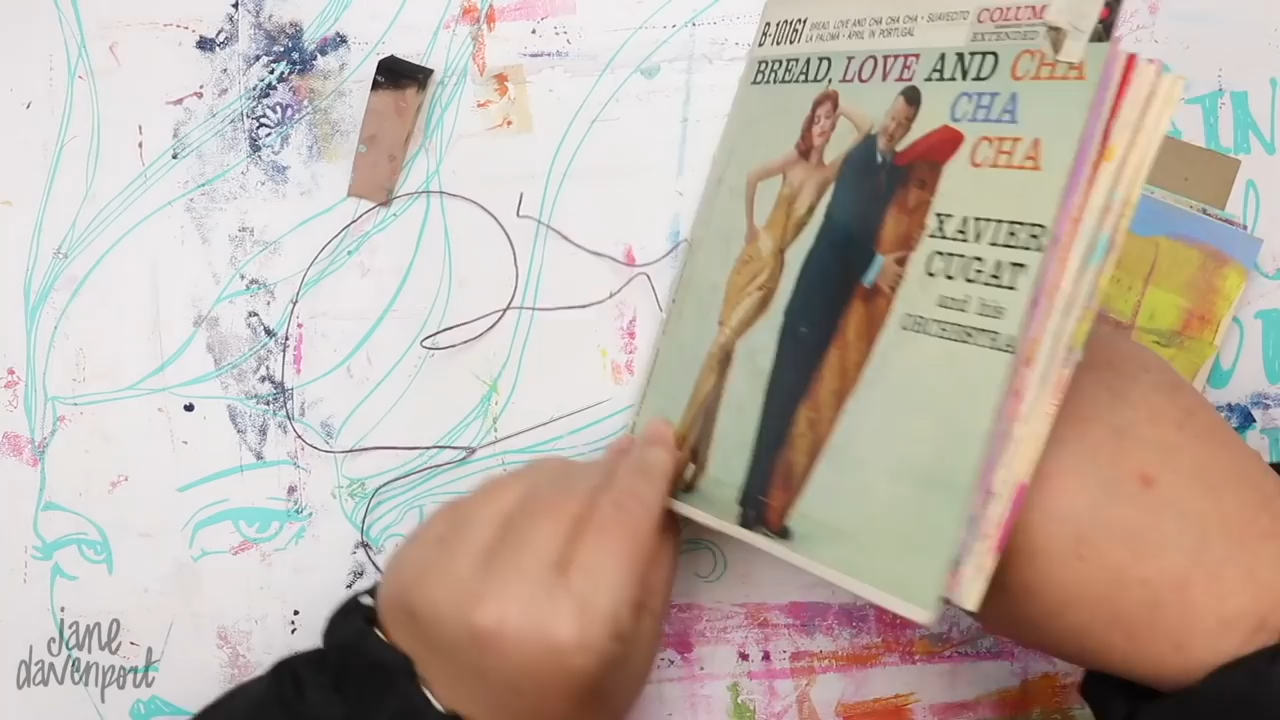 B-10161 BREAD, LOVE AND CHA CHA CHA · SUAVECITO
LA PALOMA · APRIL IN PORTUGAL
COLUM
EXTENDED
BREAD, LOVE AND CHA
CHA
CHA
XAVIER
CUGAT
and his
ORCHESTRA
IN
jane
davenport